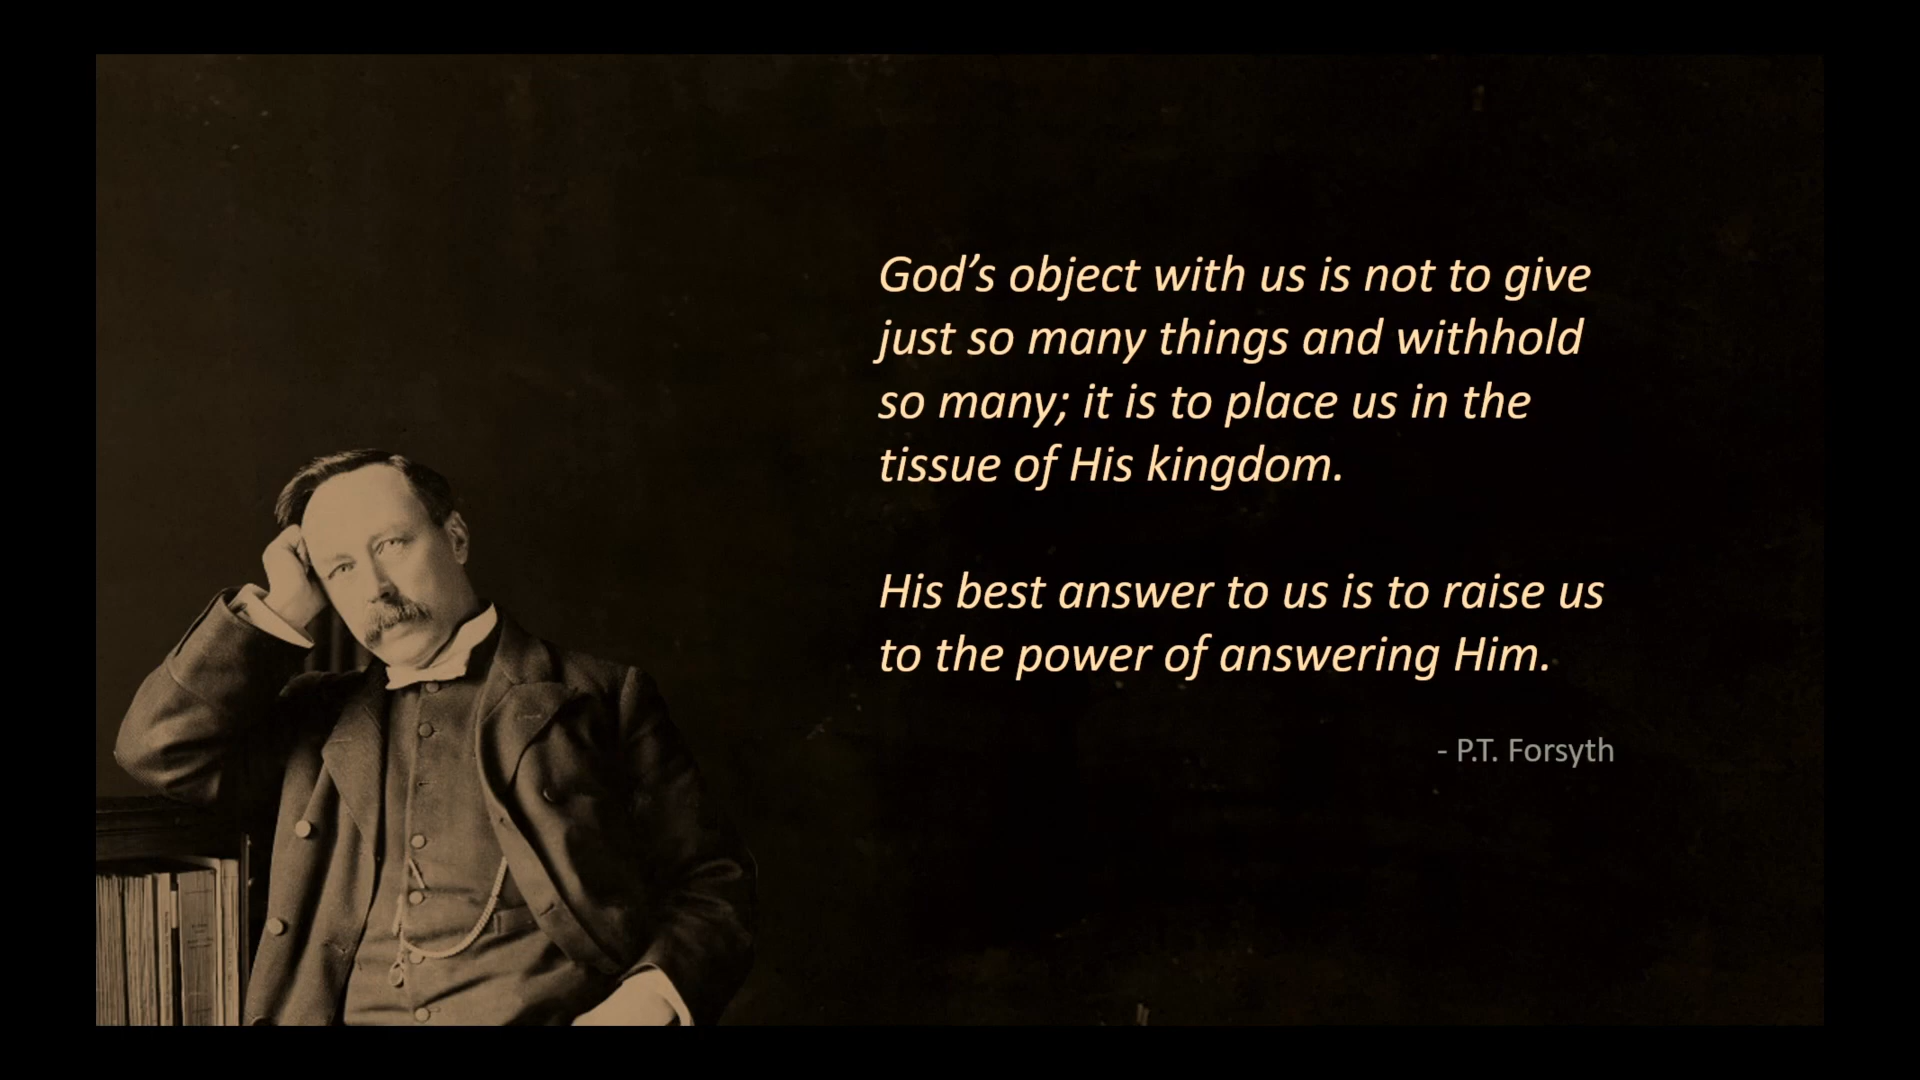 God’s object with us is not to give
just so many things and withhold
so many; it is to place us in the
tissue of His kingdom.
His best answer to us is to raise us
to the power of answering Him.
- P.T. Forsyth